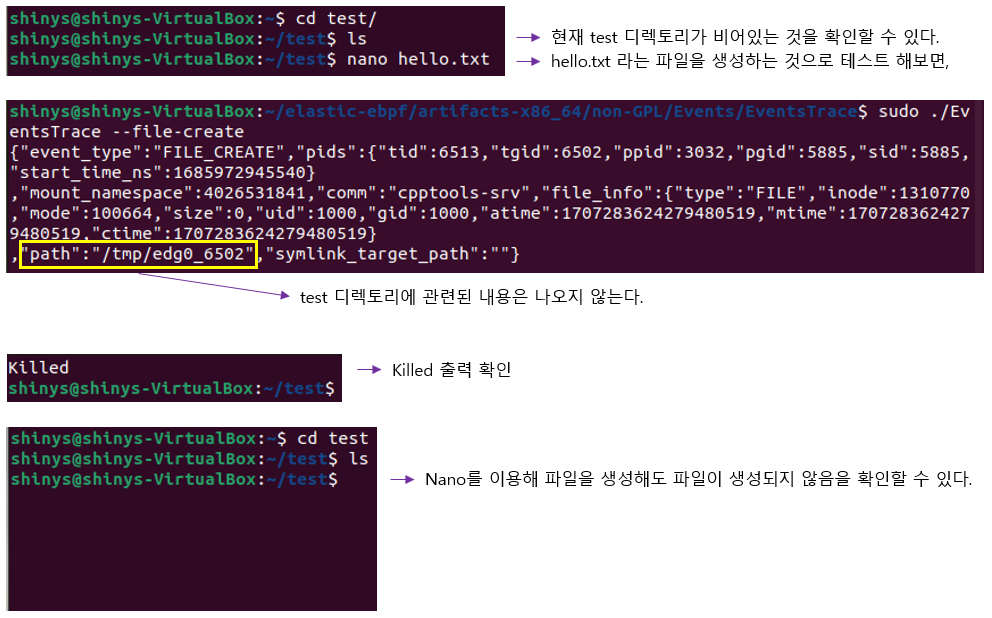 shinys@shinys-VirtualBox:~$ cd test/
shinys@shinys-VirtualBox:~/test$ ls
shinys@shinys-VirtualBox:~/test$ nano hello.txt
현재 test 디렉토리가 비어있는 것을 확인할 수 있다.
hello.txt 라는 파일을 생성하는 것으로 테스트 해보면,
shinys@shinys-VirtualBox:~/elastic-ebpf/artifacts-x86_64/non-GPL/Events/EventsTrace$ sudo ./Ev
entsTrace --file-create
{"event_type":"FILE_CREATE","pids":{"tid":6513,"tgid":6502,"ppid":3032,"pgid":5885,"sid":5885,
"start_time_ns":1685972945540}
,"mount_namespace":4026531841,"comm":"cpptools-srv","file_info":{"type":"FILE","inode":1310770
,"mode":100664,"size":0,"uid":1000,"gid":1000,"atime":1707283624279480519,"mtime":170728362427
9480519,"ctime":1707283624279480519}
,"path":"/tmp/edg0_6502","symlink_target_path":""}
test 디렉토리에 관련된 내용은 나오지 않는다.
Killed
shinys@shinys-VirtualBox:~/test$
Killed 출력 확인
shinys@shinys-VirtualBox:~$ cd test
shinys@shinys-VirtualBox:~/test$ ls
shinys@shinys-VirtualBox:~/test$
Nano를 이용해 파일을 생성해도 파일이 생성되지 않음을 확인할 수 있다.